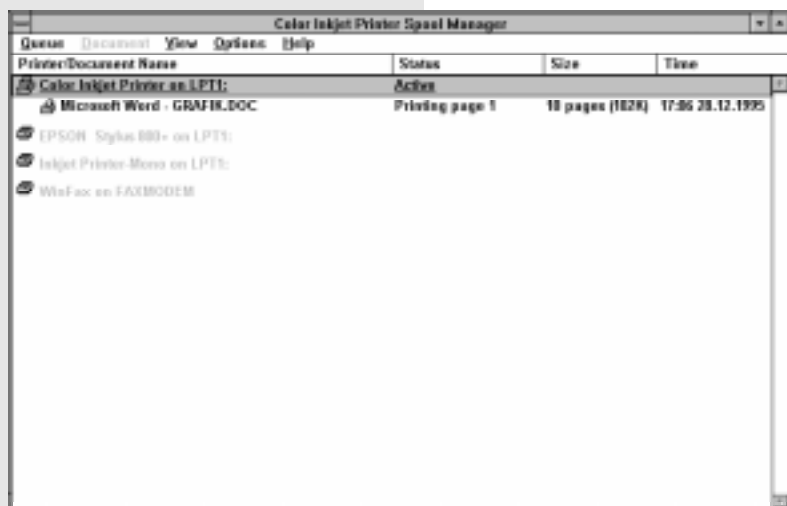 Color Inkjet Printer Spool Manager
Queue Document View Options Help
Printer/Document Name Status Size Time
Color Inkjet Printer on LPT1: Active
Microsoft Word - GRAFIK.DOC Printing page 1 10 pages (102K) 17:06 28.12.1995
EPSON Stylus 800+ on LPT1:
Inkjet Printer-Mono on LPT1:
WinFax on FAXMODEM